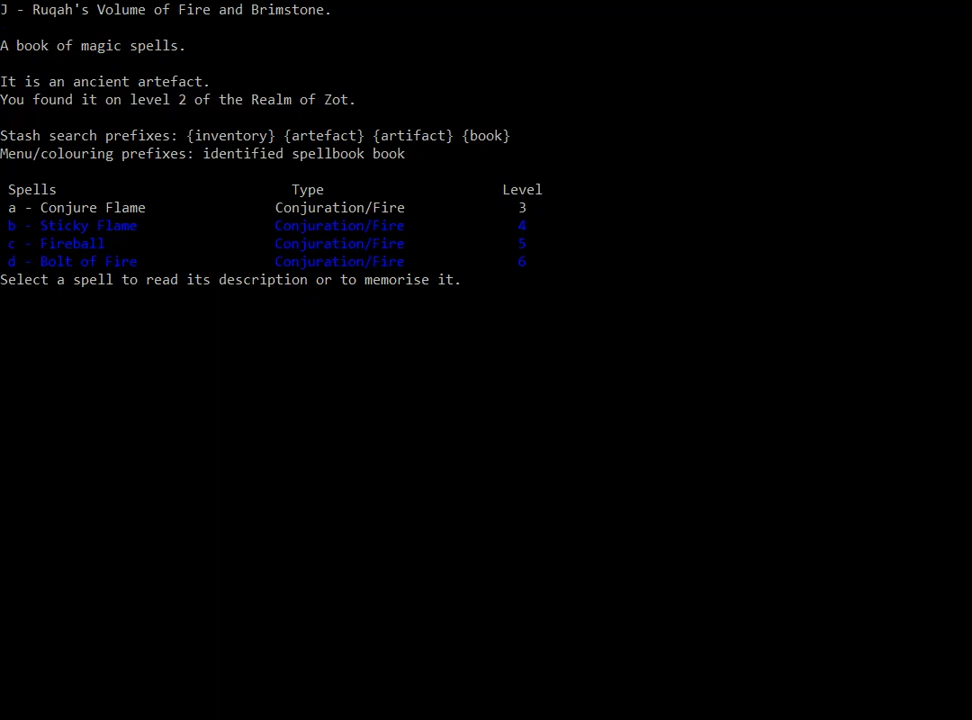 J - Ruqah's Volume of Fire and Brimstone.
A book of magic spells.
It is an ancient artefact.
You found it on level 2 of the Realm of Zot.
Stash search prefixes: {inventory} {artefact} {artifact} {book}
Menu/colouring prefixes: identified spellbook book
Spells Type Level
a - Conjure Flame Conjuration/Fire 3
b - Sticky Flame Conjuration/Fire 4
c - Fireball Conjuration/Fire 5
d - Bolt of Fire Conjuration/Fire 6
Select a spell to read its description or to memorise it.